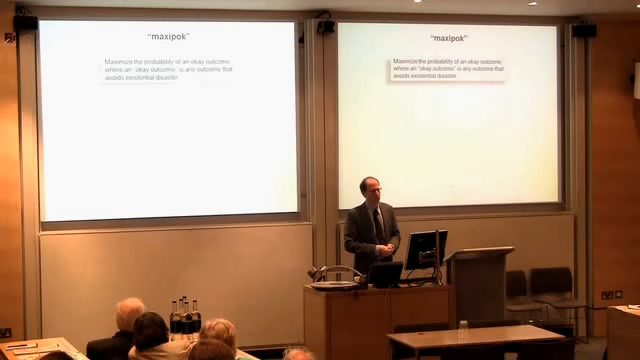 "maxipok"
Maximize the probability of an okay outcome,
where an "okay outcome" is any outcome that
avoids existential disaster
"maxipok"
Maximize the probability of an okay outcome,
where an "okay outcome" is any outcome that
avoids existential disaster